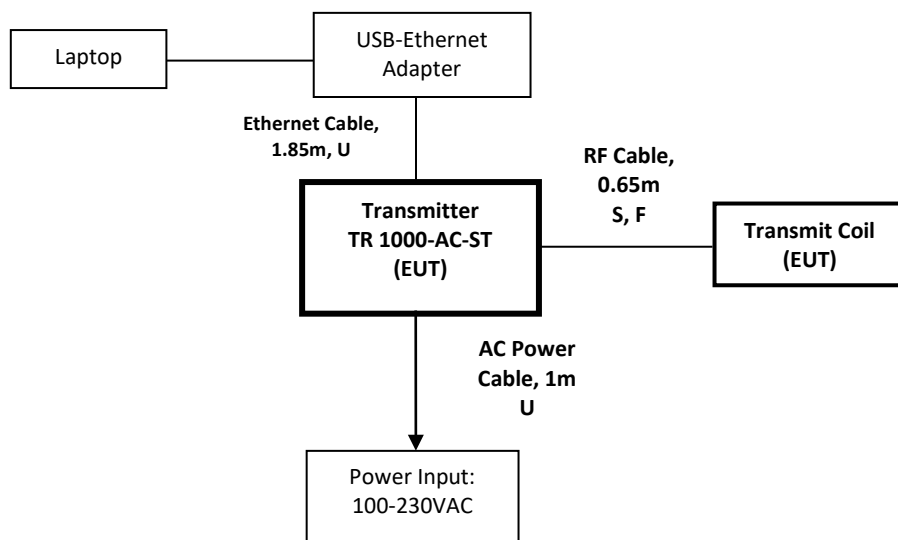 Laptop
USB-Ethernet
Adapter
Ethernet Cable,
1.85m, U
RF Cable,
0.65m
S, F
Transmitter
TR 1000-AC-ST
(EUT)
Transmit Coil
(EUT)
AC Power
Cable, 1m
U
Power Input:
100-230VAC